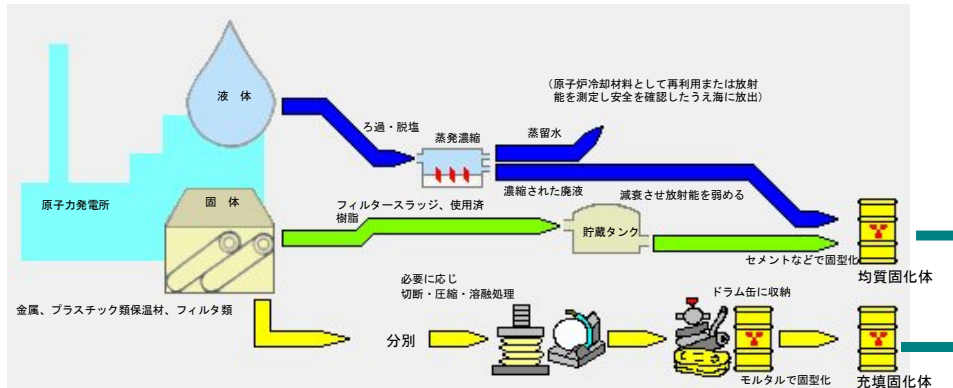 (原子炉冷却材料として再利用または放射
能を測定し安全を確認したうえ海に放出)
液 体
ろ過・脱塩
蒸発濃縮
蒸留水
濃縮された廃液
減衰させ放射能を弱める
原子力発電所
固 体
フィルタースラッジ、使用済
樹脂
貯蔵タンク
セメントなどで固型化
均質固化体
金属、プラスチック類保温材、フィルタ類
必要に応じ
切断・圧縮・溶融処理
ドラム缶に収納
分別
モルタルで固型化
充填固化体